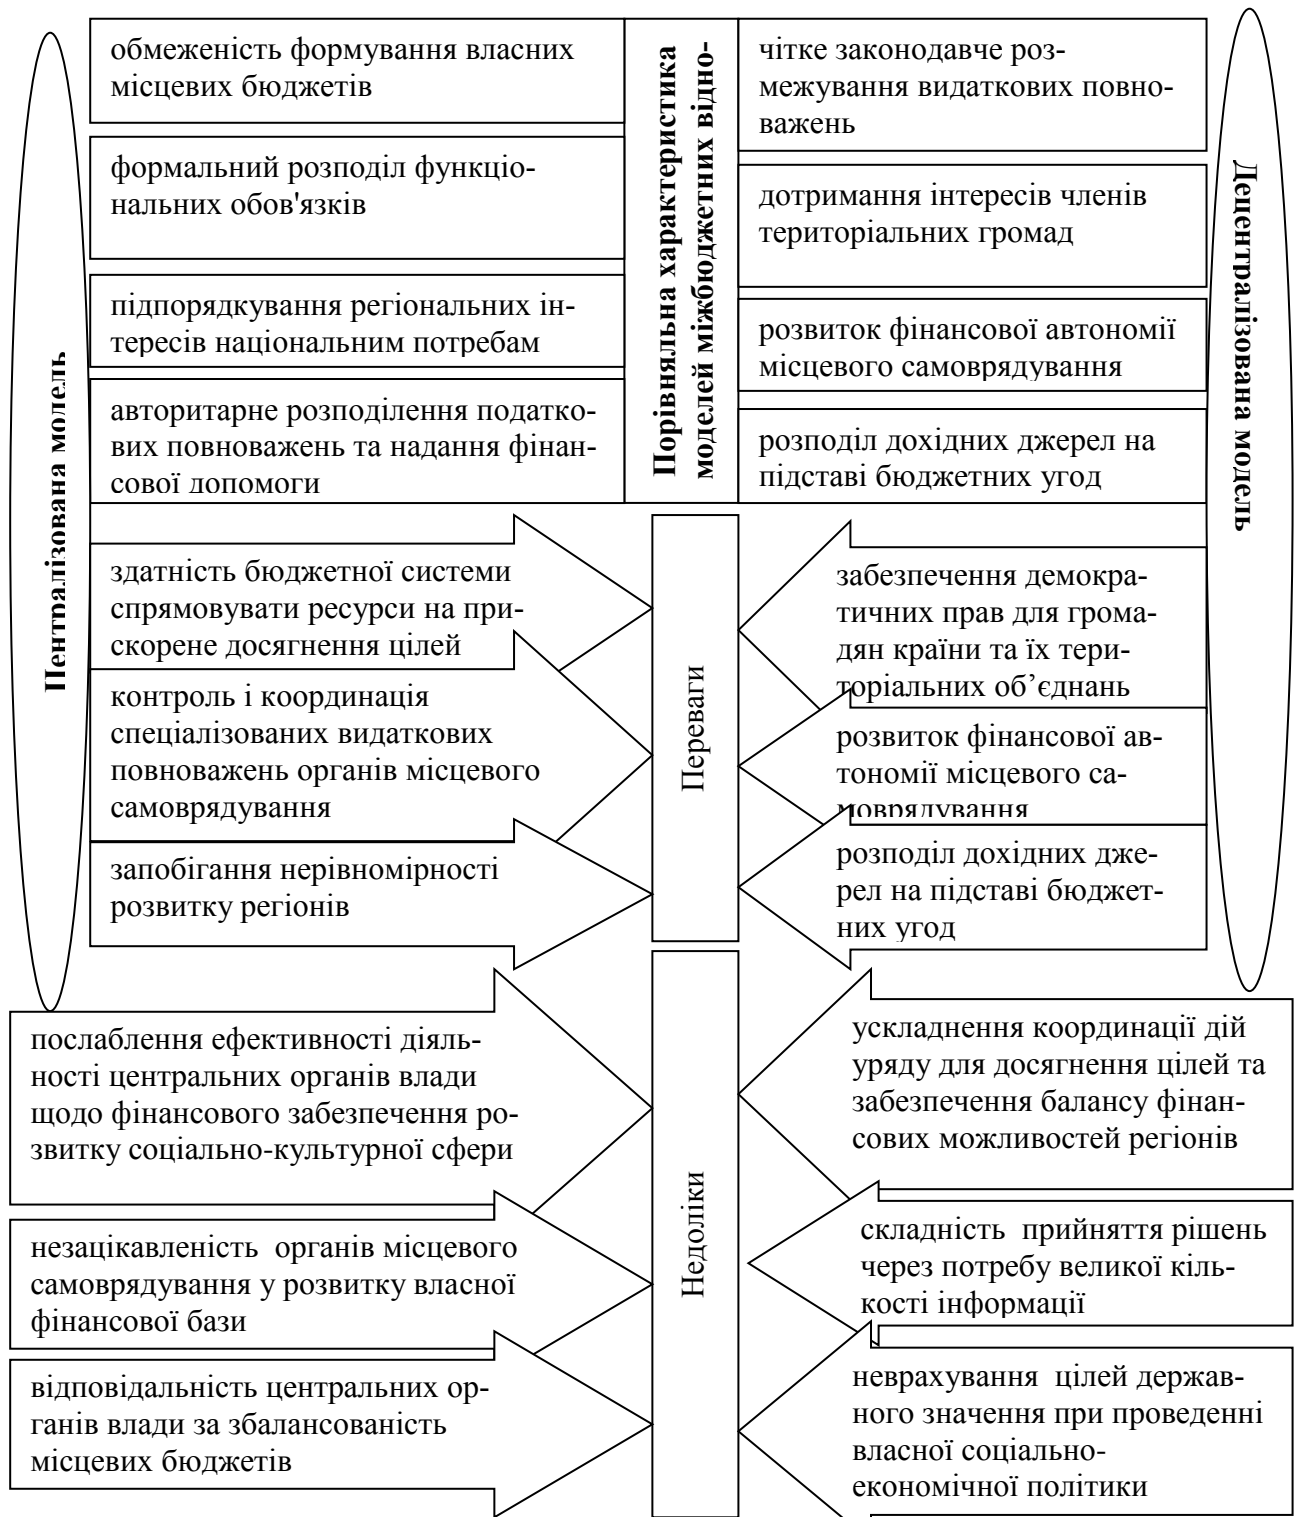 обмеженість формування власних
місцевих бюджетів
формальний розподіл функціо-
нальних обов'язків
підпорядкування регіональних ін-
тересів національним потребам
авторитарне розподілення податко-
вих повноважень та надання фінан-
сової допомоги
Централізована модель
Порівняльна характеристика
моделей міжбюджетних відно-
чітке законодавче роз-
межування видаткових повно-
важень
дотримання інтересів членів
територіальних громад
розвиток фінансової автономії
місцевого самоврядування
розподіл дохідних джерел на
підставі бюджетних угод
Децентралізована модель
здатність бюджетної системи
спрямовувати ресурси на при-
скорене досягнення цілей
контроль і координація
спеціалізованих видаткових
повноважень органів місцевого
самоврядування
запобігання нерівномірності
розвитку регіонів
Переваги
забезпечення демокра-
тичних прав для грома-
дян країни та їх тери-
торіальних об’єднань
розвиток фінансової ав-
тономії місцевого са-
моврядування
розподіл дохідних дже-
рел на підставі бюджет-
них угод
послаблення ефективності діяль-
ності центральних органів влади
щодо фінансового забезпечення ро-
звитку соціально-культурної сфери
незацікавленість органів місцевого
самоврядування у розвитку власної
фінансової бази
відповідальність центральних ор-
ганів влади за збалансованість
місцевих бюджетів
Недоліки
ускладнення координації дій
уряду для досягнення цілей та
забезпечення балансу фінан-
сових можливостей регіонів
складність прийняття рішень
через потребу великої кіль-
кості інформації
неврахування цілей держав-
ного значення при проведенні
власної соціально-
економічної політики